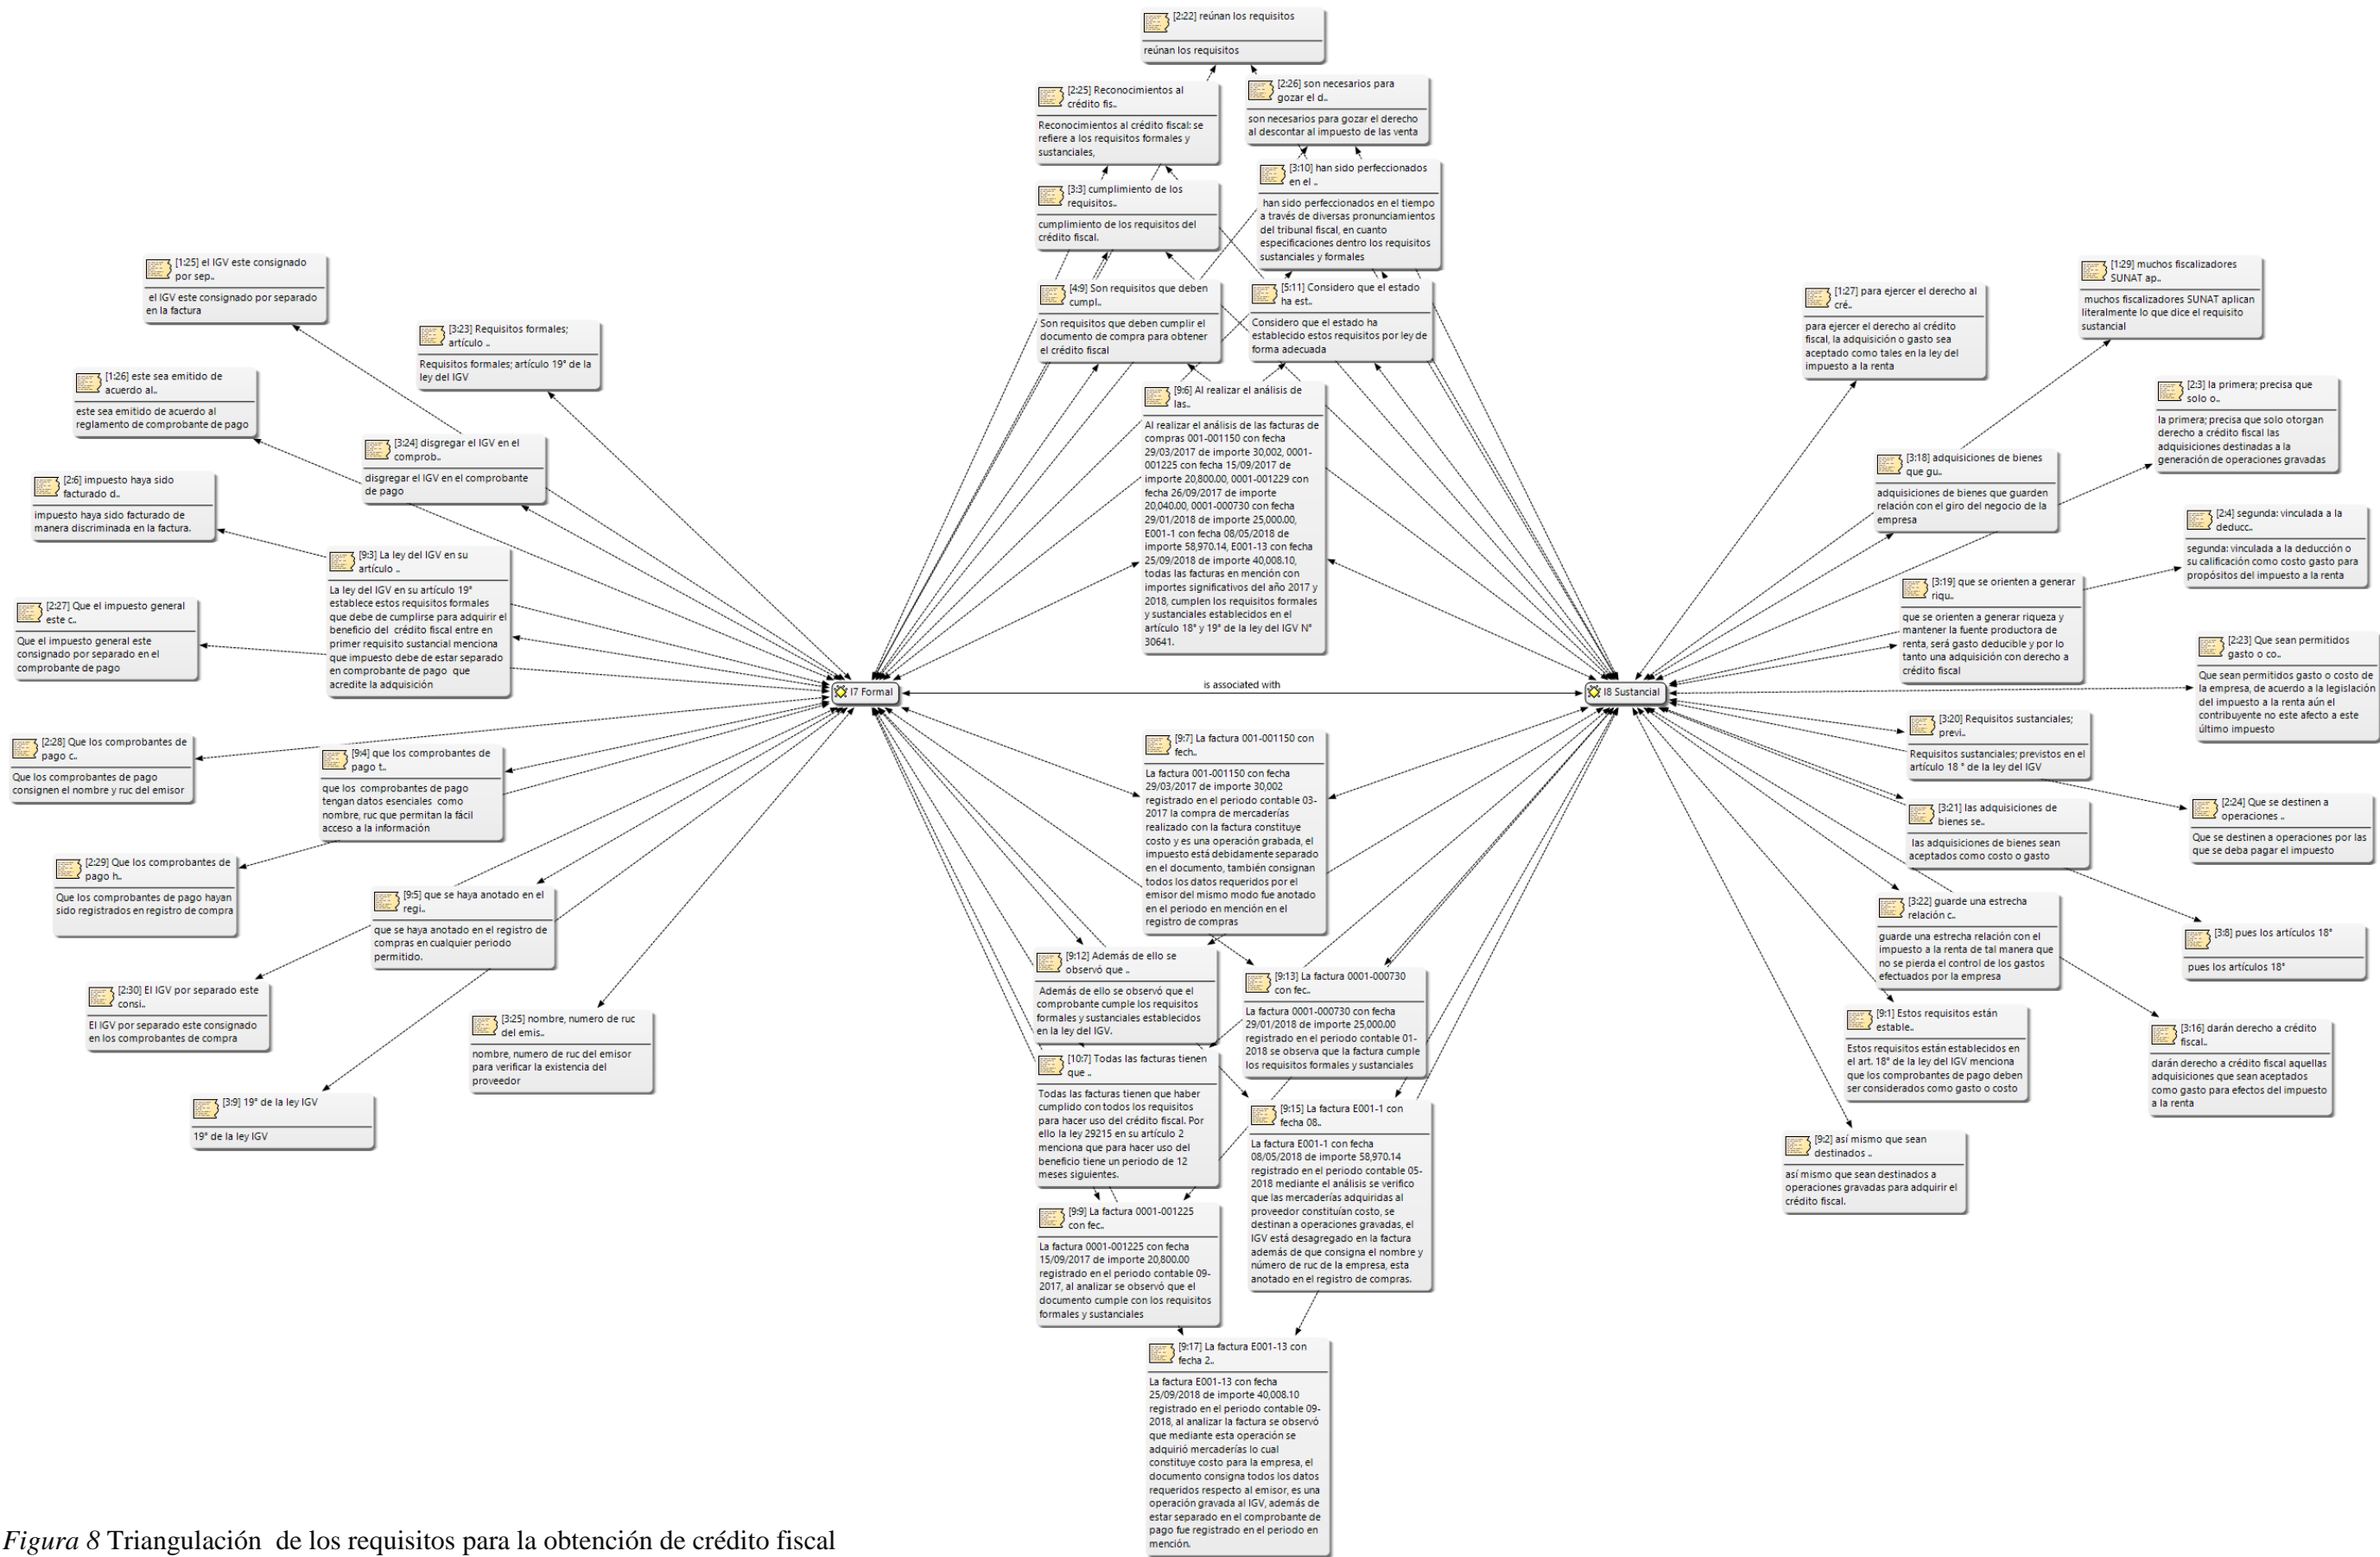 [2:22] reúnan los requisitos
reúnan los requisitos
[2:25] Reconocimientos al
crédito fis..
Reconocimientos al crédito fiscal: se
refiere a los requisitos formales y
sustanciales,
[2:26] son necesarios para
gozar el d..
son necesarios para gozar el derecho
al descontar al impuesto de las venta
[3:3] cumplimiento de los
requisitos..
cumplimiento de los requisitos del
crédito fiscal.
[3:10] han sido perfeccionados
en el ..
han sido perfeccionados en el tiempo
a través de diversas pronunciamientos
del tribunal fiscal, en cuanto
especificaciones dentro los requisitos
sustanciales y formales
[4:9] Son requisitos que deben
cumpl..
Son requisitos que deben cumplir el
documento de compra para obtener
el crédito fiscal
[5:11] Considero que el estado
ha est..
Considero que el estado ha
establecido estos requisitos por ley de
forma adecuada
[9:6] Al realizar el análisis de
las..
Al realizar el análisis de las facturas de
compras 001-001150 con fecha
29/03/2017 de importe 30,002, 0001-
001225 con fecha 15/09/2017 de
importe 20,800.00, 0001-001229 con
fecha 26/09/2017 de importe
20,040.00, 0001-000730 con fecha
29/01/2018 de importe 25,000.00,
E001-1 con fecha 08/05/2018 de
importe 58,970.14, E001-13 con fecha
25/09/2018 de importe 40,008.10,
todas las facturas en mención con
importes significativos del año 2017 y
2018, cumplen los requisitos formales
y sustanciales establecidos en el
artículo 18° y 19° de la ley del IGV N°
30641.
[1:25] el IGV este consignado
por sep..
el IGV este consignado por separado
en la factura
[3:23] Requisitos formales;
artículo ..
Requisitos formales; artículo 19° de la
ley del IGV
[1:26] este sea emitido de
acuerdo al..
este sea emitido de acuerdo al
reglamento de comprobante de pago
[3:24] disgregar el IGV en el
comprob..
disgregar el IGV en el comprobante
de pago
[2:6] impuesto haya sido
facturado d..
impuesto haya sido facturado de
manera discriminada en la factura.
[9:3] La ley del IGV en su
artículo ..
La ley del IGV en su artículo 19°
establece estos requisitos formales
que debe de cumplirse para adquirir el
beneficio del crédito fiscal entre en
primer requisito sustancial menciona
que impuesto debe de estar separado
en comprobante de pago que
acredite la adquisición
[2:27] Que el impuesto general
este c..
Que el impuesto general este
consignado por separado en el
comprobante de pago
I7 Formal
is associated with
I8 Sustancial
[2:28] Que los comprobantes de
pago c..
Que los comprobantes de pago
consignen el nombre y ruc del emisor
[9:4] que los comprobantes de
pago t..
que los comprobantes de pago
tengan datos esenciales como
nombre, ruc que permitan la fácil
acceso a la información
[2:29] Que los comprobantes de
pago h..
Que los comprobantes de pago hayan
sido registrados en registro de compra
[9:5] que se haya anotado en el
regi..
que se haya anotado en el registro de
compras en cualquier periodo
permitido.
[2:30] El IGV por separado este
consi..
El IGV por separado este consignado
en los comprobantes de compra
[3:25] nombre, numero de ruc
del emis..
nombre, numero de ruc del emisor
para verificar la existencia del
proveedor
[3:9] 19° de la ley IGV
19° de la ley IGV
[9:7] La factura 001-001150 con
fech..
La factura 001-001150 con fecha
29/03/2017 de importe 30,002
registrado en el periodo contable 03-
2017 la compra de mercaderías
realizado con la factura constituye
costo y es una operación grabada, el
impuesto está debidamente separado
en el documento, también consignan
todos los datos requeridos por el
emisor del mismo modo fue anotado
en el periodo en mención en el
registro de compras
[9:12] Además de ello se
observó que ..
Además de ello se observó que el
comprobante cumple los requisitos
formales y sustanciales establecidos
en la ley del IGV.
[9:13] La factura 0001-000730
con fec..
La factura 0001-000730 con fecha
29/01/2018 de importe 25,000.00
registrado en el periodo contable 01-
2018 se observa que la factura cumple
los requisitos formales y sustanciales
[10:7] Todas las facturas tienen
que ..
Todas las facturas tienen que haber
cumplido con todos los requisitos
para hacer uso del crédito fiscal. Por
ello la ley 29215 en su artículo 2
menciona que para hacer uso del
beneficio tiene un periodo de 12
meses siguientes.
[9:15] La factura E001-1 con
fecha 08..
La factura E001-1 con fecha
08/05/2018 de importe 58,970.14
registrado en el periodo contable 05-
2018 mediante el análisis se verifico
que las mercaderías adquiridas al
proveedor constituían costo, se
destinan a operaciones gravadas, el
IGV está desagregado en la factura
además de que consigna el nombre y
número de ruc de la empresa, esta
anotado en el registro de compras.
[9:9] La factura 0001-001225
con fec..
La factura 0001-001225 con fecha
15/09/2017 de importe 20,800.00
registrado en el periodo contable 09-
2017, al analizar se observó que el
documento cumple con los requisitos
formales y sustanciales
[9:17] La factura E001-13 con
fecha 2..
La factura E001-13 con fecha
25/09/2018 de importe 40,008.10
registrado en el periodo contable 09-
2018, al analizar la factura se observó
que mediante esta operación se
adquirió mercaderías lo cual
constituye costo para la empresa, el
documento consigna todos los datos
requeridos respecto al emisor, es una
operación gravada al IGV, además de
estar separado en el comprobante de
pago fue registrado en el periodo en
mención.
[1:29] muchos fiscalizadores
SUNAT ap..
muchos fiscalizadores SUNAT aplican
literalmente lo que dice el requisito
sustancial
[1:27] para ejercer el derecho al
cré..
para ejercer el derecho al crédito
fiscal, la adquisición o gasto sea
aceptado como tales en la ley del
impuesto a la renta
[2:3] la primera; precisa que
solo o..
la primera; precisa que solo otorgan
derecho a crédito fiscal las
adquisiciones destinadas a la
generación de operaciones gravadas
[3:18] adquisiciones de bienes
que gu..
adquisiciones de bienes que guarden
relación con el giro del negocio de la
empresa
[2:4] segunda: vinculada a la
deducc..
segunda: vinculada a la deducción o
su calificación como costo gasto para
propósitos del impuesto a la renta
[3:19] que se orienten a generar
riqu..
que se orienten a generar riqueza y
mantener la fuente productora de
renta, será gasto deducible y por lo
tanto una adquisición con derecho a
crédito fiscal
[2:23] Que sean permitidos
gasto o co..
Que sean permitidos gasto o costo de
la empresa, de acuerdo a la legislación
del impuesto a la renta aún el
contribuyente no este afecto a este
último impuesto
[3:20] Requisitos sustanciales;
previ..
Requisitos sustanciales; previstos en el
artículo 18 ° de la ley del IGV
[2:24] Que se destinen a
operaciones ..
Que se destinen a operaciones por las
que se deba pagar el impuesto
[3:21] las adquisiciones de
bienes se..
las adquisiciones de bienes sean
aceptados como costo o gasto
[3:22] guarde una estrecha
relación c..
guarde una estrecha relación con el
impuesto a la renta de tal manera que
no se pierda el control de los gastos
efectuados por la empresa
[3:8] pues los artículos 18°
pues los artículos 18°
[9:1] Estos requisitos están
estable..
Estos requisitos están establecidos en
el art. 18° de la ley del IGV menciona
que los comprobantes de pago deben
ser considerados como gasto o costo
[3:16] darán derecho a crédito
fiscal..
darán derecho a crédito fiscal aquellas
adquisiciones que sean aceptados
como gasto para efectos del impuesto
a la renta
[9:2] así mismo que sean
destinados ..
así mismo que sean destinados a
operaciones gravadas para adquirir el
crédito fiscal.
Figura 8 Triangulación de los requisitos para la obtención de crédito fiscal